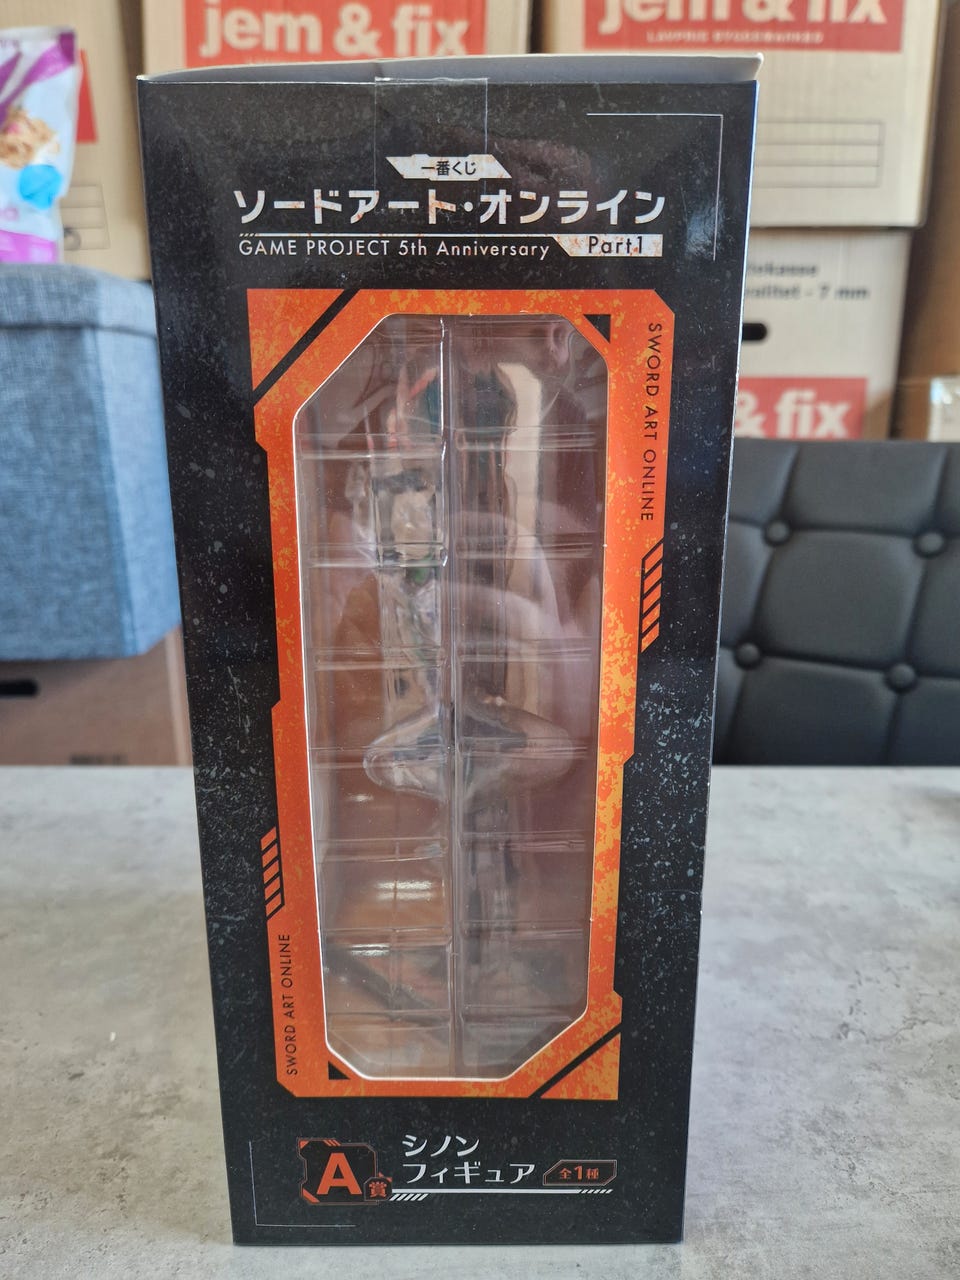 jem & fix
jem & fix
一番くじ
ソードアート・オンライン
GAME PROJECT 5th Anniversary Part1
SWORD ART ONLINE
& fix
SWORD ART ONLINE
A賞
シノン
フィギュア 全1種